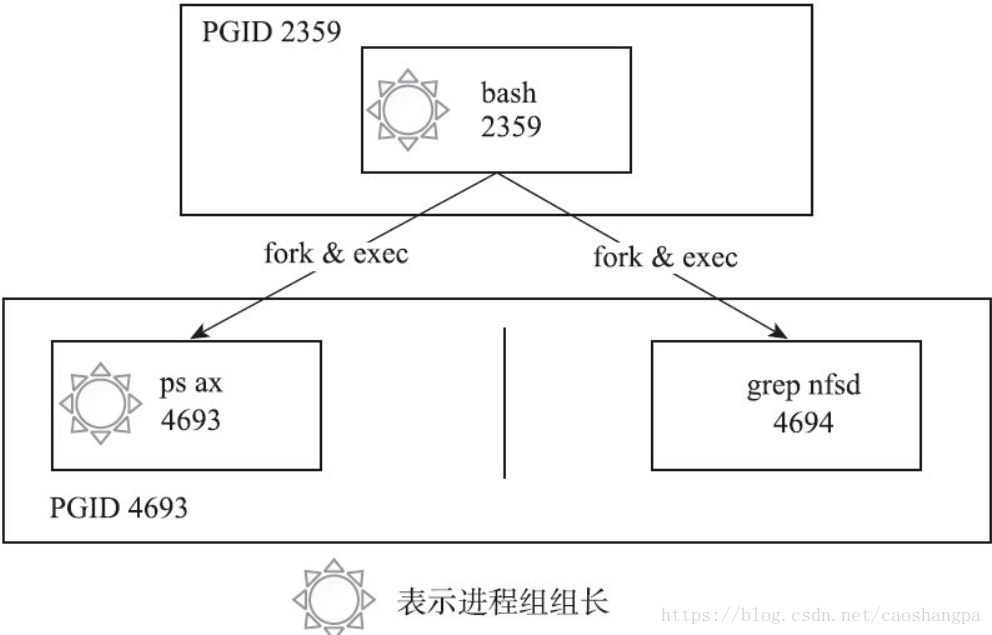 PGID 2359
bash
2359
fork & exec
fork & exec
ps ax
4693
grep nfsd
4694
PGID 4693
表示进程组组长
https://blog.csdn.net/caoshangpa